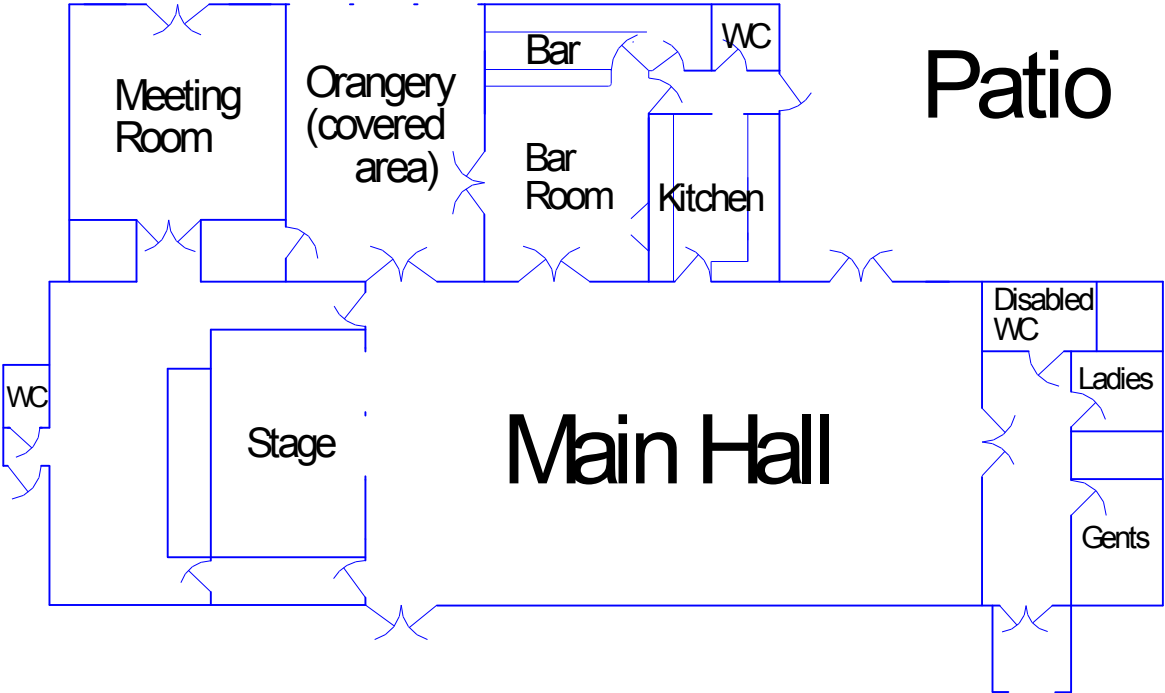 Meeting
Room
Orangery
(covered
area)
Bar
WC
Patio
Bar
Room
Kitchen
Disabled
WC
Ladies
WC
Stage
Main Hall
Gents